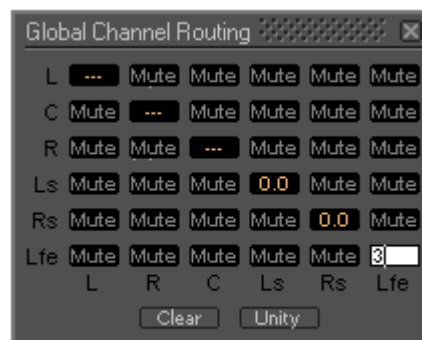 Global Channel Routing
L --- Mute Mute Mute Mute Mute
C Mute --- Mute Mute Mute Mute
R Mute Mute --- Mute Mute Mute
Ls Mute Mute Mute 0.0 Mute Mute
Rs Mute Mute Mute Mute 0.0 Mute
Lfe Mute Mute Mute Mute Mute 3
L R C Ls Rs Lfe
Clear Unity